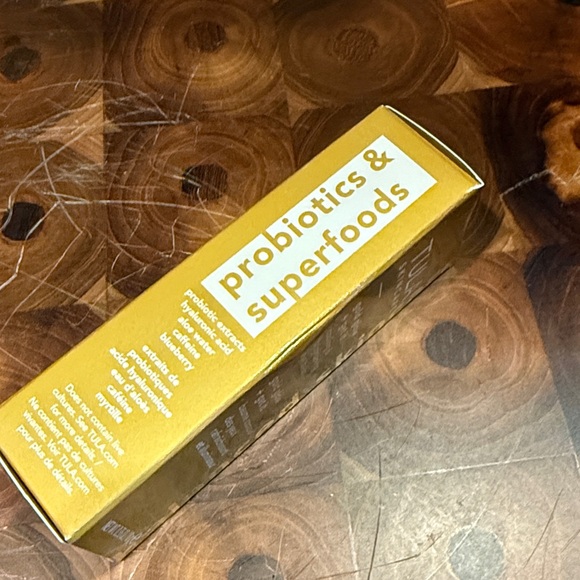 probiotics &
superfoods
probiotic extracts
hyaluronic acid
aloe water
caffeine
blueberry
extraits de
probiotiques
acide hyaluronique
eau d'aloès
caféine
myrtille
Does not contain live
cultures. See TULA.com
for more details. /
Ne contient pas de cultures
vivantes. Voir TULA.com
pour plus de détails.
TULA